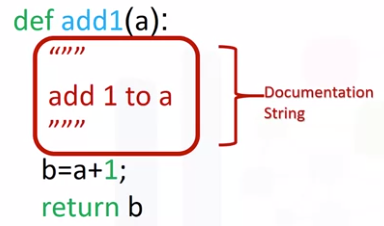 def add1(a):
"""
add 1 to a
"""
Documentation
String
b=a+1;
return b